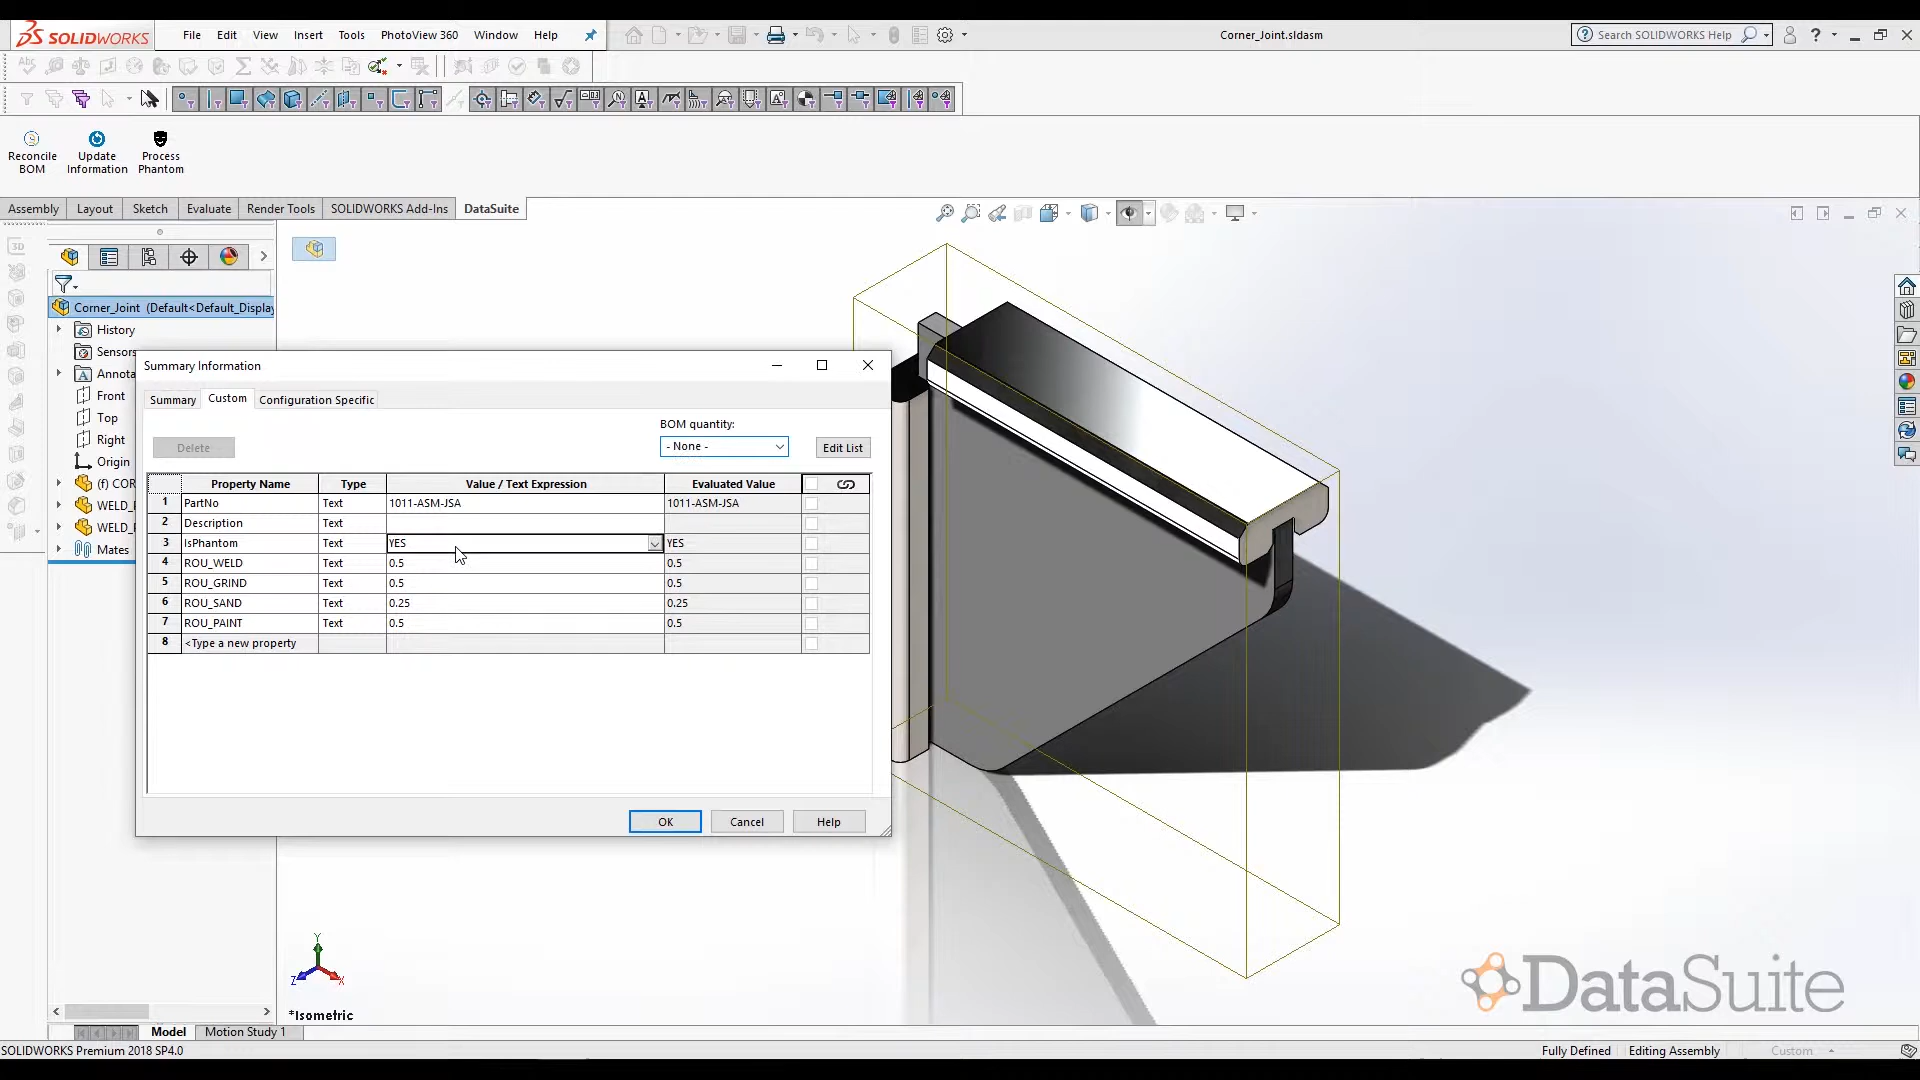 SOLIDWORKS
File Edit View Insert Tools PhotoView 360 Window Help
Corner_Joint.sldasm
Search SOLIDWORKS Help
Reconcile BOM
Update Information
Process Phantom
Assembly Layout Sketch Evaluate Render Tools SOLIDWORKS Add-Ins DataSuite
Corner_Joint (Default<Default_Display
History
Sensors
Annota
Front
Top
Right
Origin
(f) COR
WELD_
WELD_
Mates
Summary Information
Summary Custom Configuration Specific
BOM quantity:
Delete
- None -
Edit List
Property Name Type Value / Text Expression Evaluated Value
1 PartNo Text 1011-ASM-JSA 1011-ASM-JSA
2 Description Text
3 IsPhantom Text YES YES
4 ROU_WELD Text 0.5 0.5
5 ROU_GRIND Text 0.5 0.5
6 ROU_SAND Text 0.25 0.25
7 ROU_PAINT Text 0.5 0.5
8 <Type a new property
OK Cancel Help
Y
Z X
*Isometric
DataSuite
Model Motion Study 1
SOLIDWORKS Premium 2018 SP4.0
Fully Defined Editing Assembly Custom